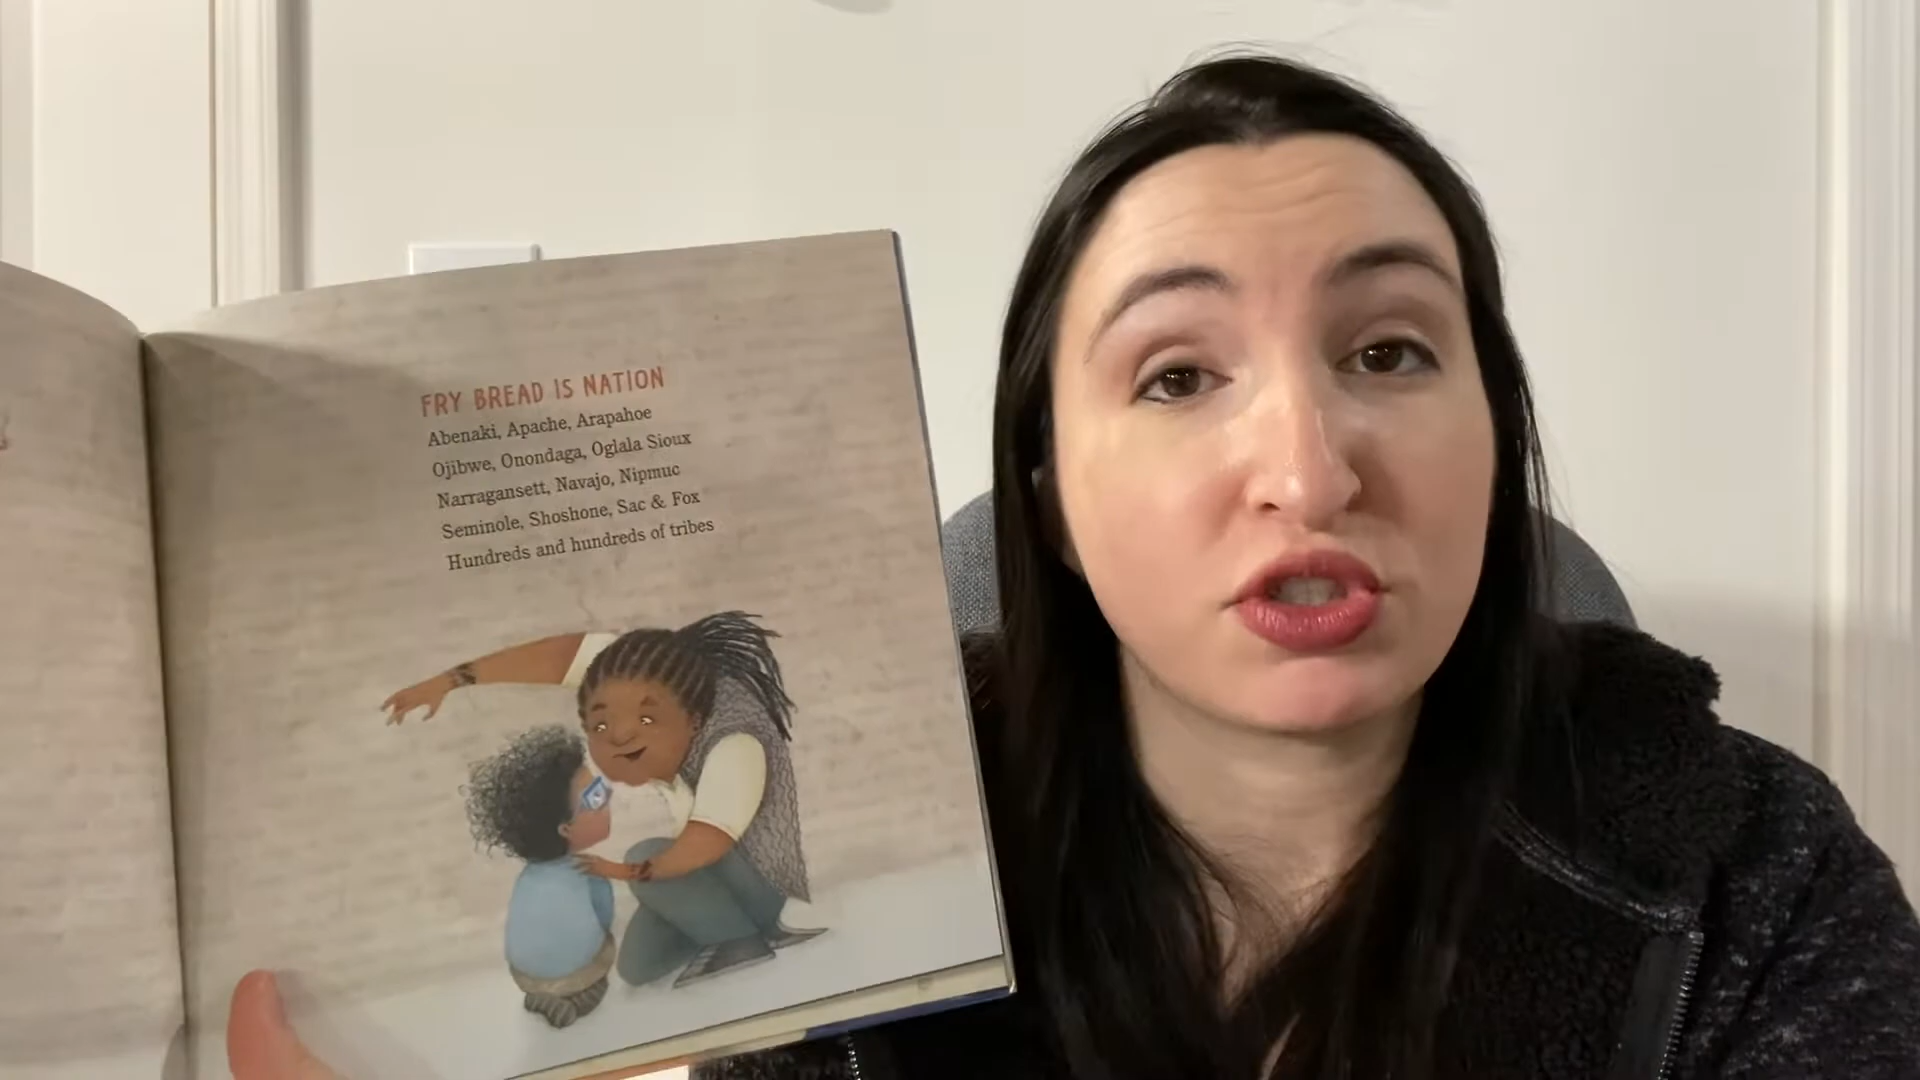 FRY BREAD IS NATION
Abenaki, Apache, Arapahoe
Ojibwe, Onondaga, Oglala Sioux
Narragansett, Navajo, Nipmuc
Seminole, Shoshone, Sac & Fox
Hundreds and hundreds of tribes